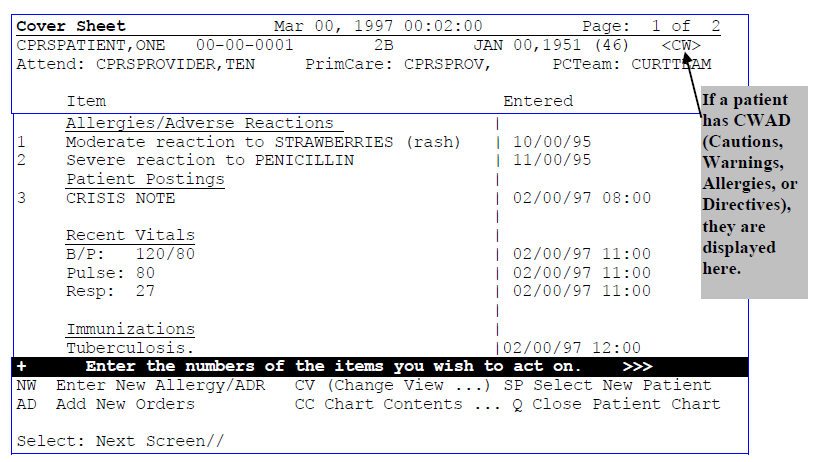 Cover Sheet Mar 00, 1997 00:02:00 Page: 1 of 2
CPRSPATIENT,ONE 00-00-0001 2B JAN 00,1951 (46) <CW>
Attend: CPRSPROVIDER,TEN PrimCare: CPRSPROV, PCTeam: CURTTEAM
Item Entered
Allergies/Adverse Reactions |
1 Moderate reaction to STRAWBERRIES (rash) | 10/00/95
2 Severe reaction to PENICILLIN | 11/00/95
Patient Postings |
3 CRISIS NOTE | 02/00/97 08:00
|
Recent Vitals |
B/P: 120/80 | 02/00/97 11:00
Pulse: 80 | 02/00/97 11:00
Resp: 27 | 02/00/97 11:00
|
Immunizations |
Tuberculosis. |02/00/97 12:00
+ Enter the numbers of the items you wish to act on. >>>
NW Enter New Allergy/ADR CV (Change View ...) SP Select New Patient
AD Add New Orders CC Chart Contents ... Q Close Patient Chart
Select: Next Screen//
If a patient
has CWAD
(Cautions,
Warnings,
Allergies, or
Directives),
they are
displayed
here.